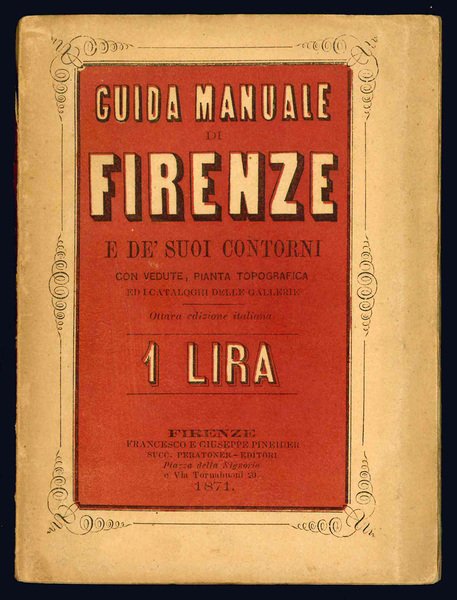 GUIDA MANUALE
DI
FIRENZE
E DE' SUOI CONTORNI
CON VEDUTE, PIANTA TOPOGRAFICA
ED I CATALOGHI DELLE GALLERIE
Ottava edizione italiana
1 LIRA
FIRENZE
FRANCESCO E GIUSEPPE PINEIDER
SUCC. PERATONER - EDITORI
Piazza della Signoria
e Via Tornabuoni 20.
1871.